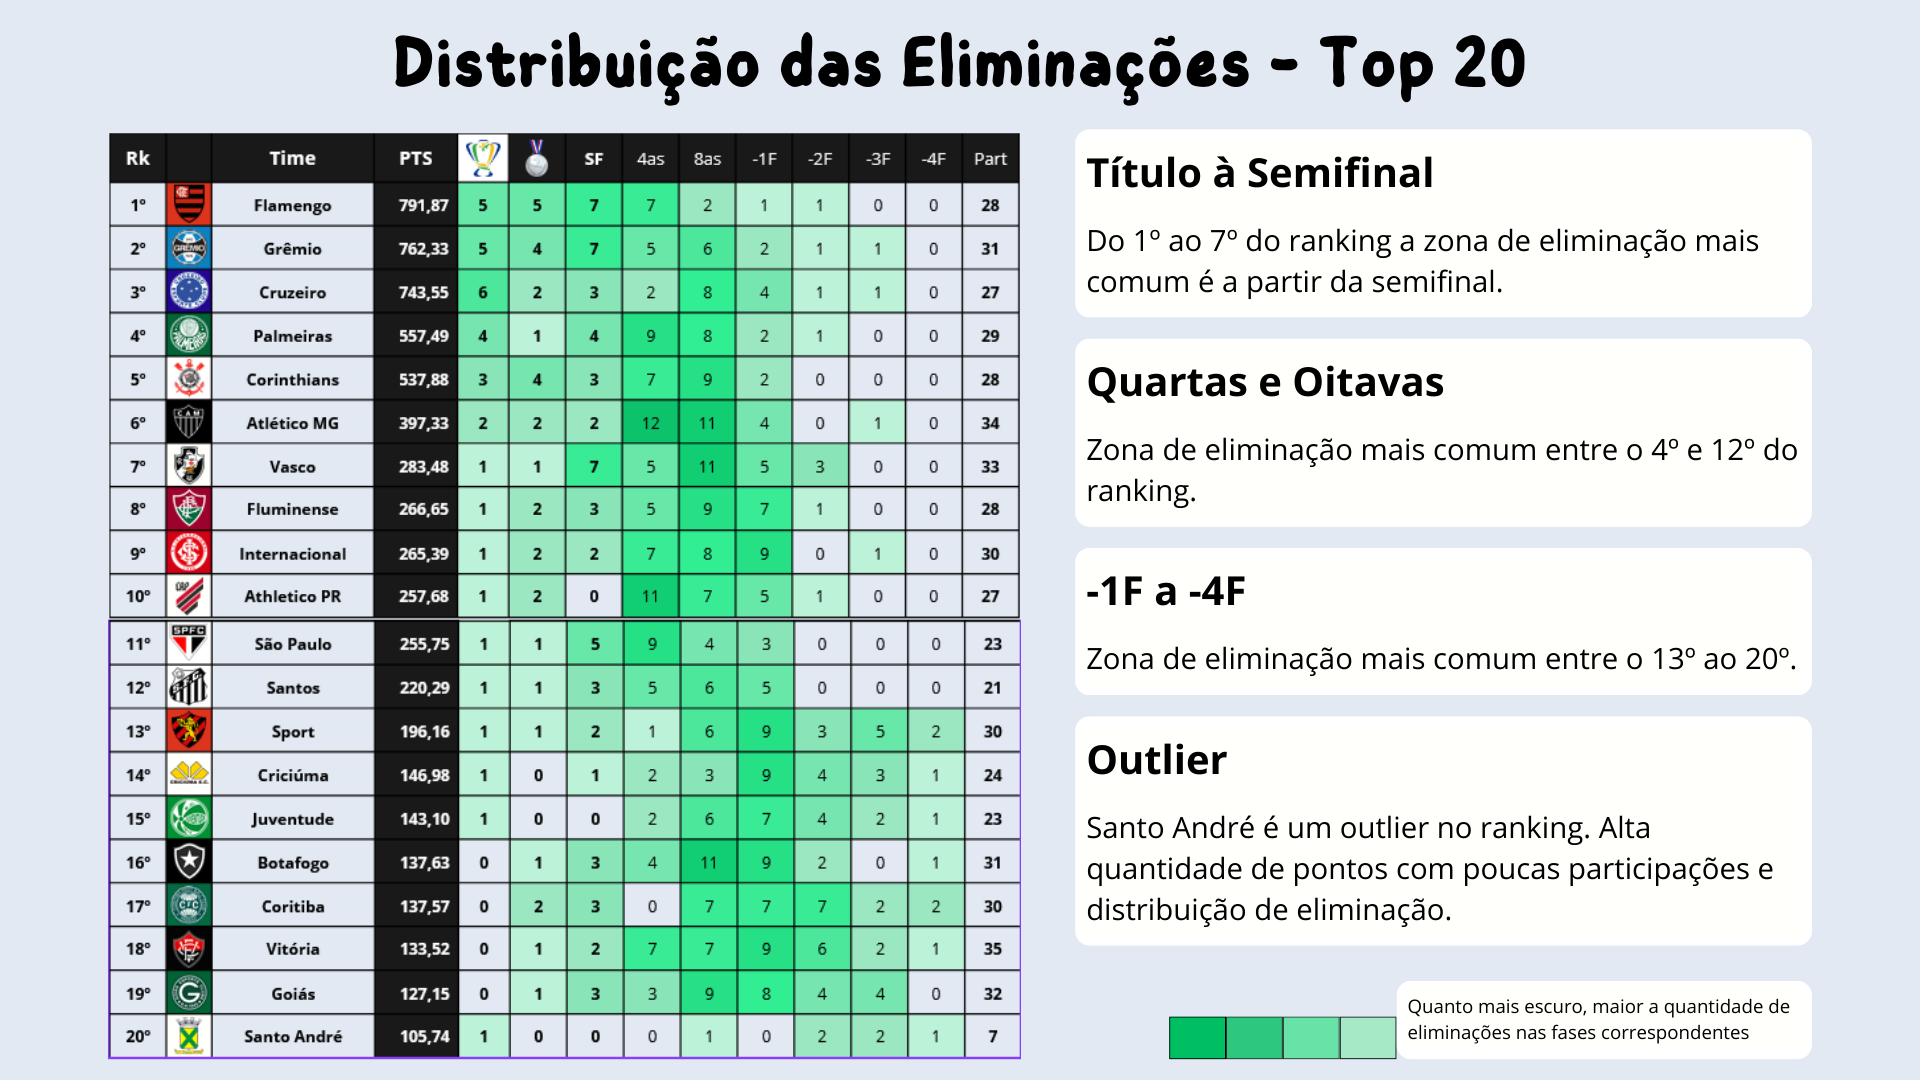 Distribuição das Eliminações - Top 20
Rk Time PTS SF 4as 8as -1F -2F -3F -4F Part
1º Flamengo 791,87 5 5 7 7 2 1 1 0 0 28
2º Grêmio 762,33 5 4 7 5 6 2 1 1 0 31
3º Cruzeiro 743,55 6 2 3 2 8 4 1 1 0 27
4º Palmeiras 557,49 4 1 4 9 8 2 1 0 0 29
5º Corinthians 537,88 3 4 3 7 9 2 0 0 0 28
6º Atlético MG 397,33 2 2 2 12 11 4 0 1 0 34
7º Vasco 283,48 1 1 7 5 11 5 3 0 0 33
8º Fluminense 266,65 1 2 3 5 9 7 1 0 0 28
9º Internacional 265,39 1 2 2 7 8 9 0 1 0 30
10º Athletico PR 257,68 1 2 0 11 7 5 1 0 0 27
11º São Paulo 255,75 1 1 5 9 4 3 0 0 0 23
12º Santos 220,29 1 1 3 5 6 5 0 0 0 21
13º Sport 196,16 1 1 2 1 6 9 3 5 2 30
14º Criciúma 146,98 1 0 1 2 3 9 4 3 1 24
15º Juventude 143,10 1 0 0 2 6 7 4 2 1 23
16º Botafogo 137,63 0 1 3 4 11 9 2 0 1 31
17º Coritiba 137,57 0 2 3 0 7 7 7 2 2 30
18º Vitória 133,52 0 1 2 7 7 9 6 2 1 35
19º Goiás 127,15 0 1 3 3 9 8 4 4 0 32
20º Santo André 105,74 1 0 0 0 1 0 2 2 1 7
Título à Semifinal
Do 1º ao 7º do ranking a zona de eliminação mais
comum é a partir da semifinal.
Quartas e Oitavas
Zona de eliminação mais comum entre o 4º e 12º do
ranking.
-1F a -4F
Zona de eliminação mais comum entre o 13º ao 20º.
Outlier
Santo André é um outlier no ranking. Alta
quantidade de pontos com poucas participações e
distribuição de eliminação.
Quanto mais escuro, maior a quantidade de
eliminações nas fases correspondentes